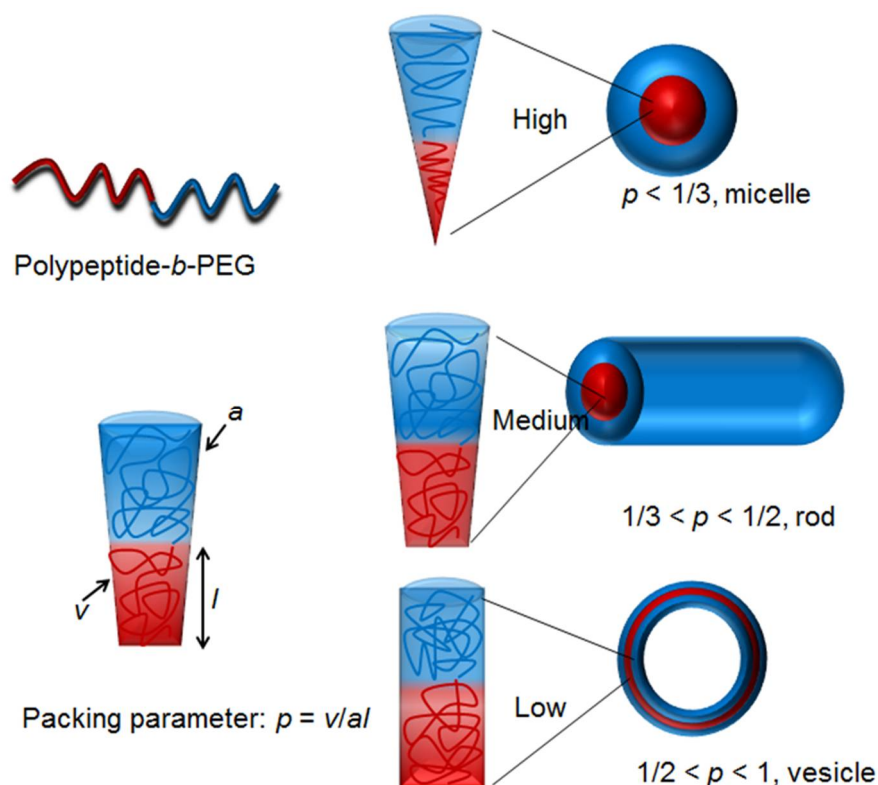 High
p < 1/3, micelle
Polypeptide-b-PEG
Medium
1/3 < p < 1/2, rod
a
v
l
Packing parameter: p = v/al
Low
1/2 < p < 1, vesicle